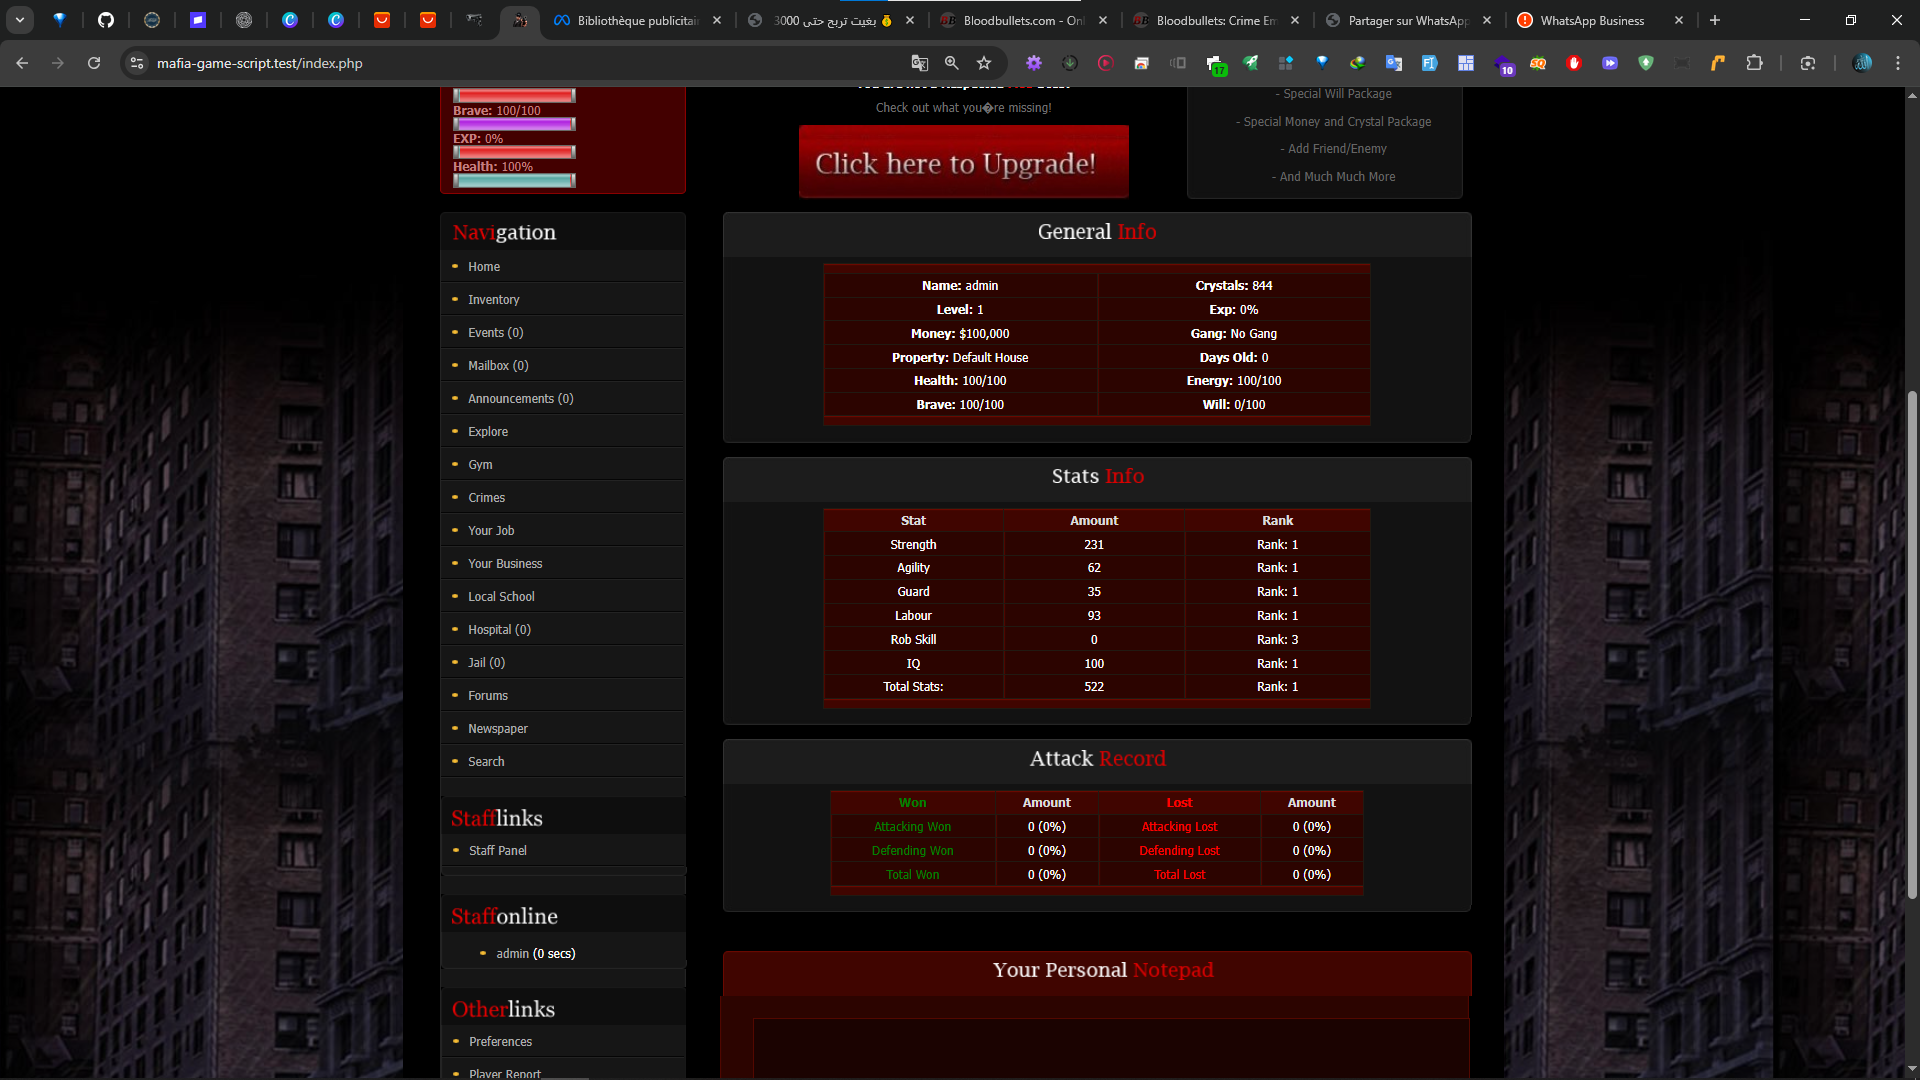 Bibliothèque publicitair
بغيت تربح حتى 3000
Bloodbullets.com - Onl
Bloodbullets: Crime Em
Partager sur WhatsApp
WhatsApp Business
mafia-game-script.test/index.php
17
10
Brave: 100/100
EXP: 0%
Health: 100%
Check out what you�re missing!
Click here to Upgrade!
- Special Will Package
- Special Money and Crystal Package
- Add Friend/Enemy
- And Much Much More
Navigation
Home
Inventory
Events (0)
Mailbox (0)
Announcements (0)
Explore
Gym
Crimes
Your Job
Your Business
Local School
Hospital (0)
Jail (0)
Forums
Newspaper
Search
Stafflinks
Staff Panel
Staffonline
admin (0 secs)
Otherlinks
Preferences
Player Report
General Info
Name: admin Crystals: 844
Level: 1 Exp: 0%
Money: $100,000 Gang: No Gang
Property: Default House Days Old: 0
Health: 100/100 Energy: 100/100
Brave: 100/100 Will: 0/100
Stats Info
Stat Amount Rank
Strength 231 Rank: 1
Agility 62 Rank: 1
Guard 35 Rank: 1
Labour 93 Rank: 1
Rob Skill 0 Rank: 3
IQ 100 Rank: 1
Total Stats: 522 Rank: 1
Attack Record
Won Amount Lost Amount
Attacking Won 0 (0%) Attacking Lost 0 (0%)
Defending Won 0 (0%) Defending Lost 0 (0%)
Total Won 0 (0%) Total Lost 0 (0%)
Your Personal Notepad